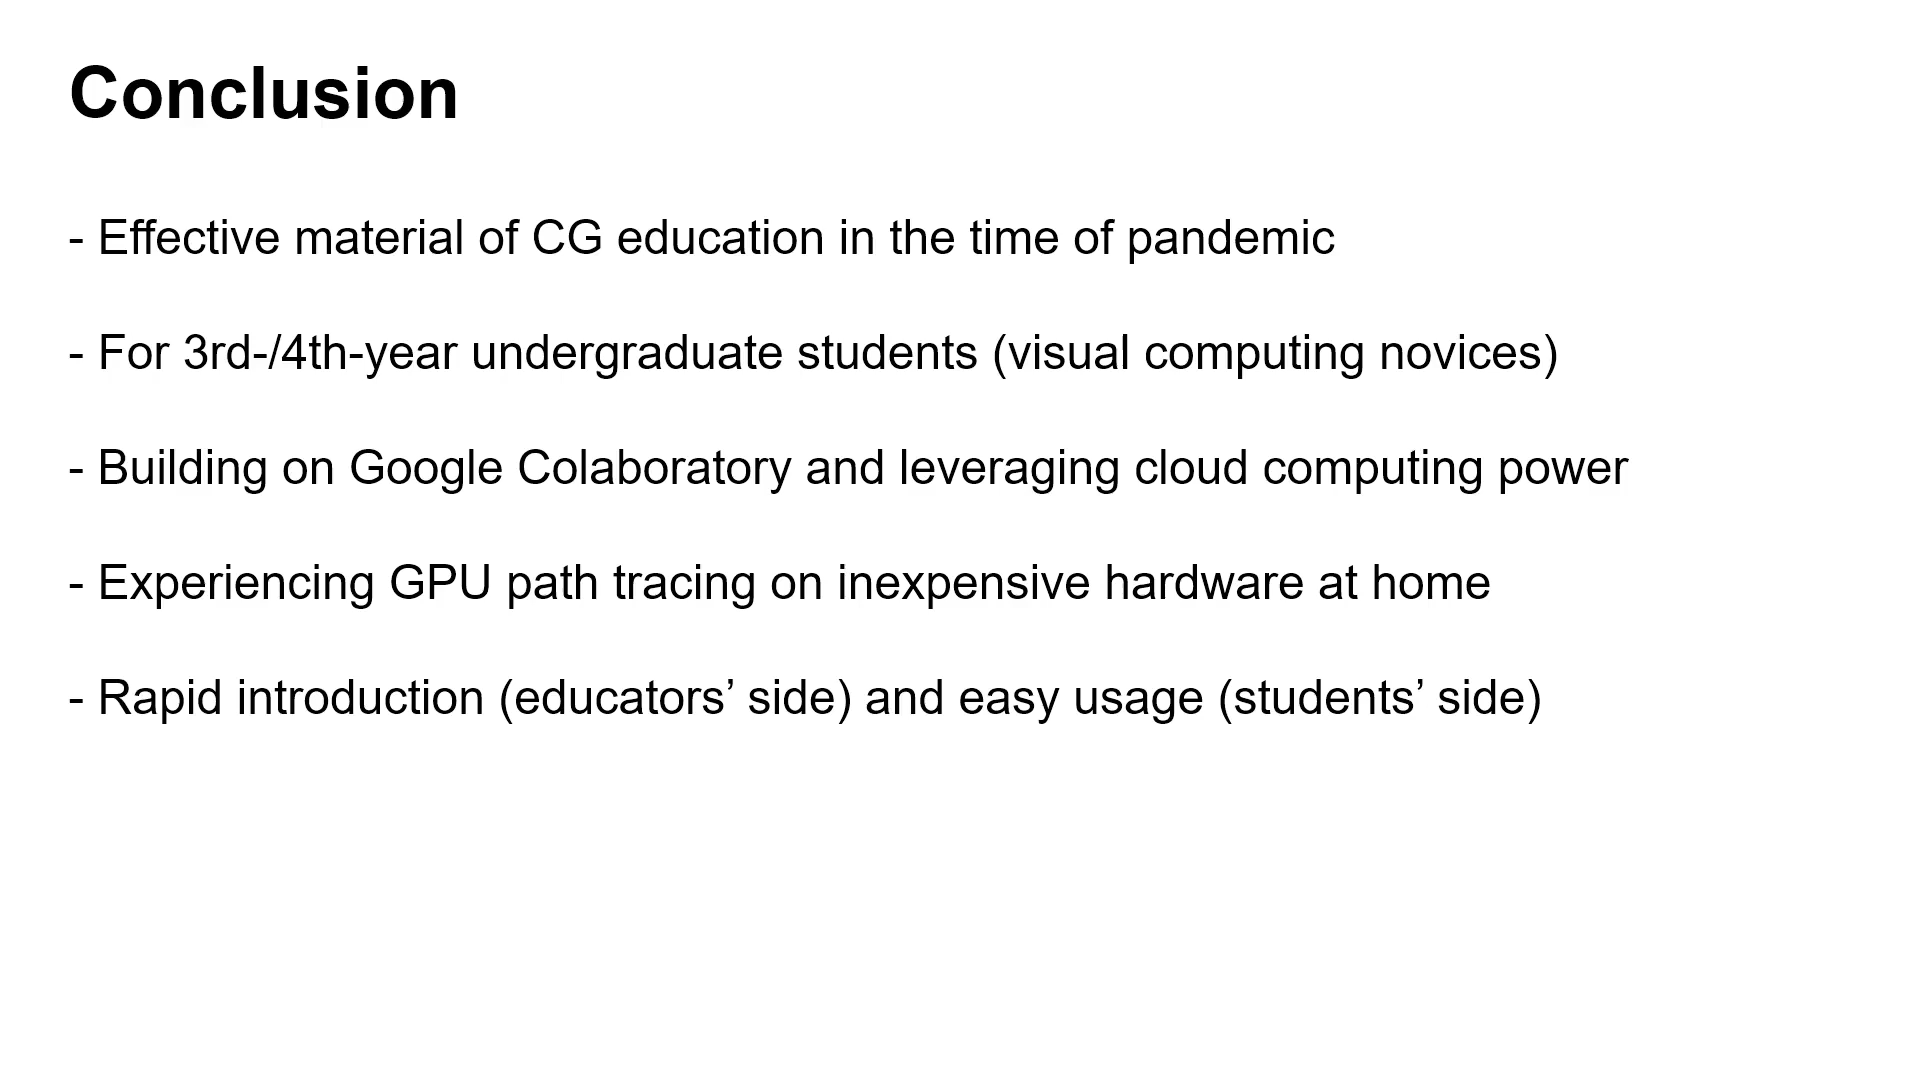 Conclusion
- Effective material of CG education in the time of pandemic
- For 3rd-/4th-year undergraduate students (visual computing novices)
- Building on Google Colaboratory and leveraging cloud computing power
- Experiencing GPU path tracing on inexpensive hardware at home
- Rapid introduction (educators’ side) and easy usage (students’ side)